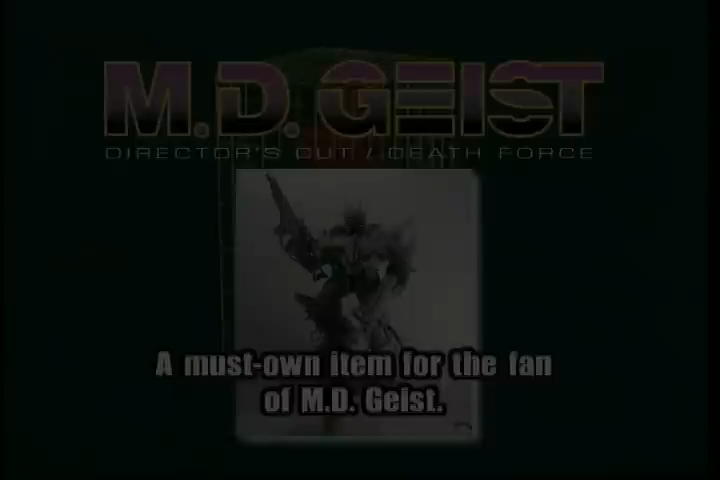 M.D. GEIST
DIRECTOR'S CUT / DEATH FORCE
A must-own item for the fan
of M.D. Geist.